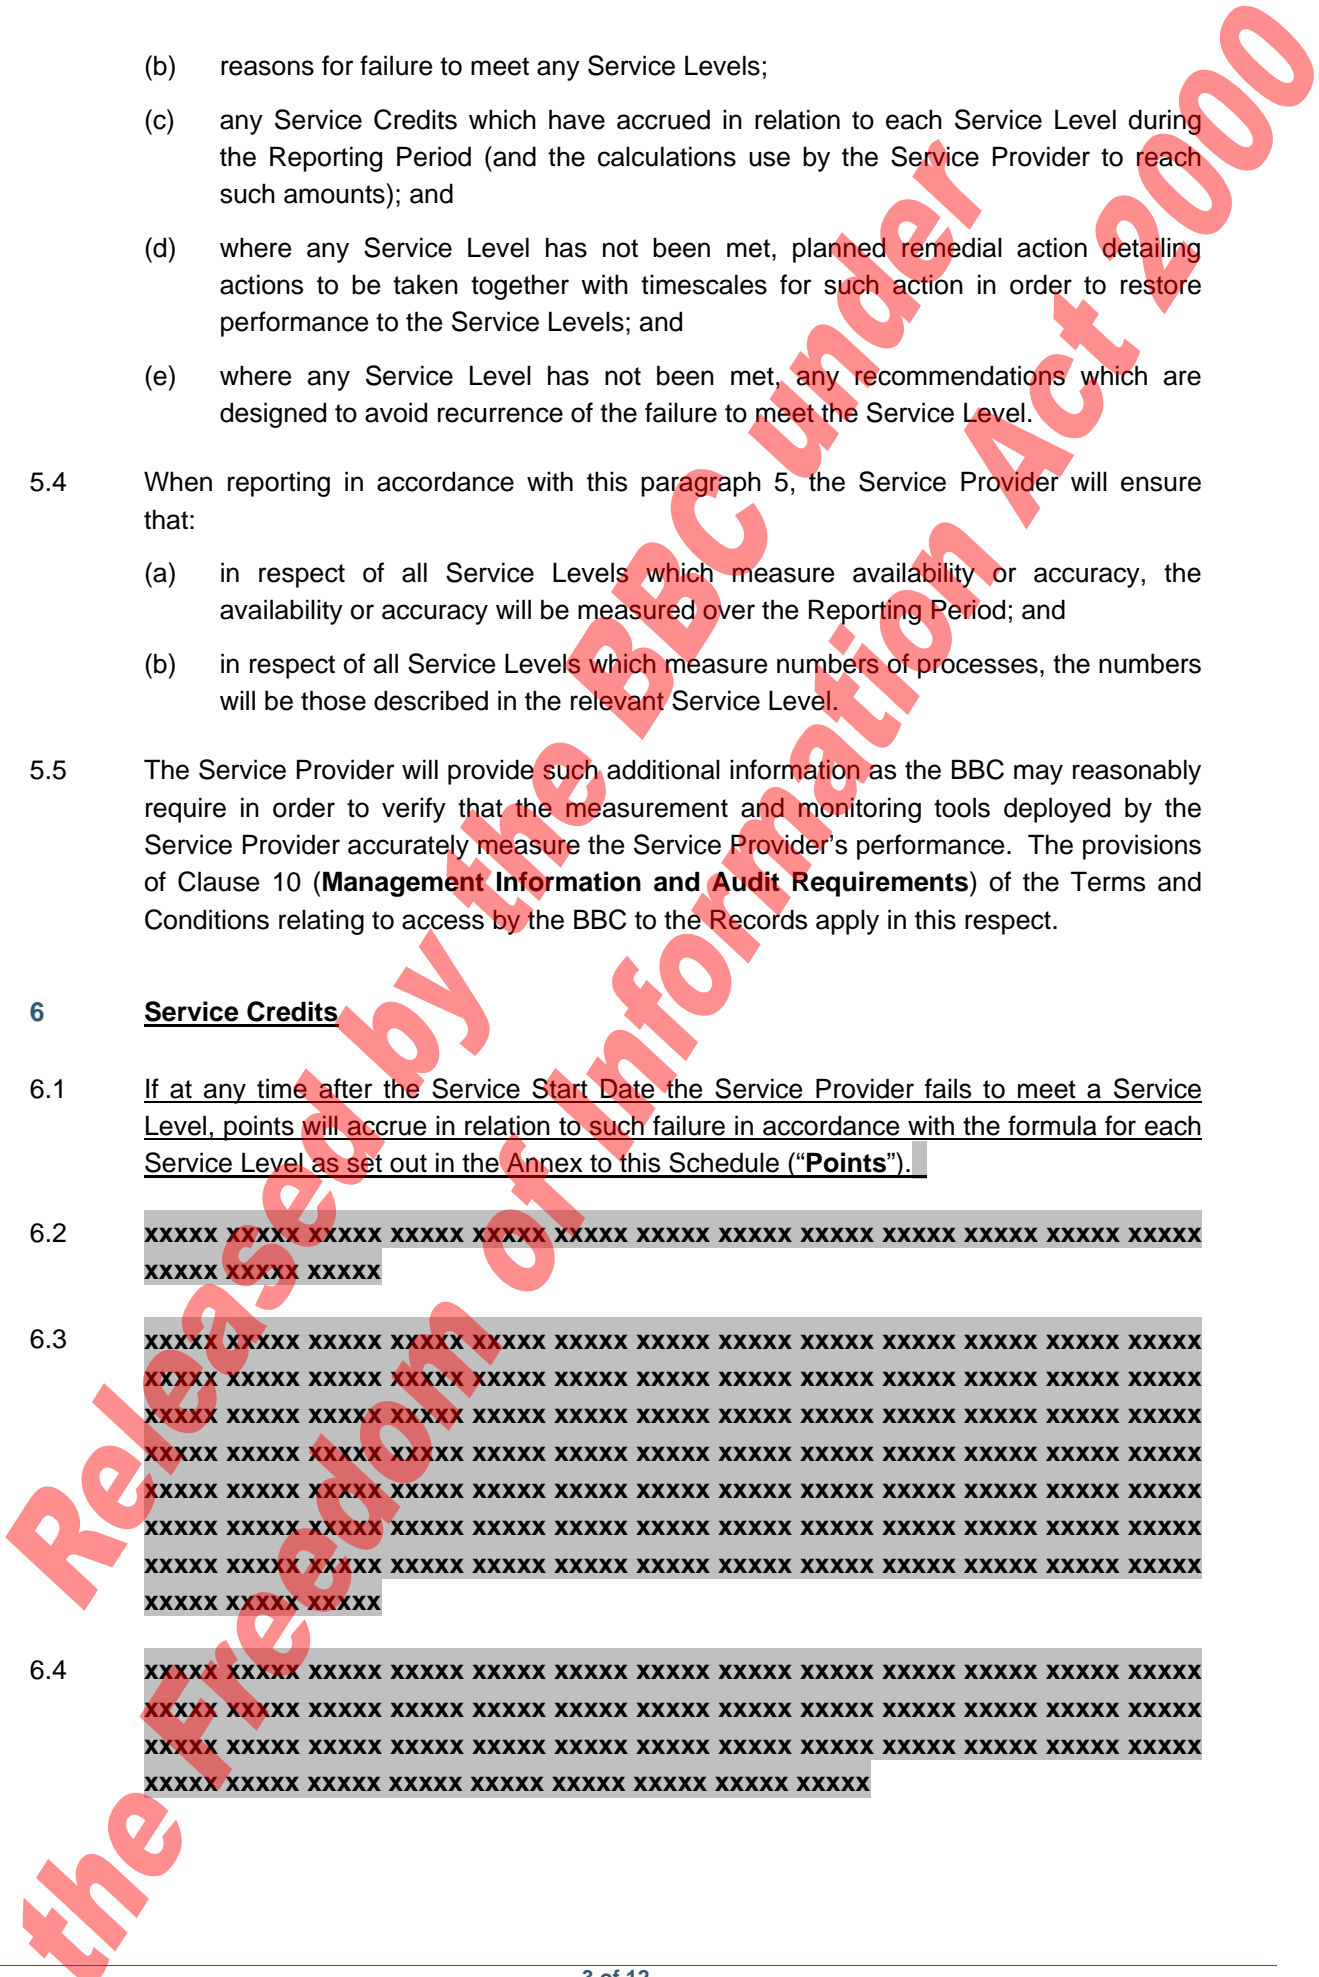 (b) reasons for failure to meet any Service Levels;
(c) any Service Credits which have accrued in relation to each Service Level during
the Reporting Period (and the calculations use by the Service Provider to reach
such amounts); and
(d) where any Service Level has not been met, planned remedial action detailing
actions to be taken together with timescales for such action in order to restore
performance to the Service Levels; and
(e) where any Service Level has not been met, any recommendations which are
designed to avoid recurrence of the failure to meet the Service Level.
5.4 When reporting in accordance with this paragraph 5, the Service Provider will ensure
that:
(a) in respect of all Service Levels which measure availability or accuracy, the
availability or accuracy will be measured over the Reporting Period; and
(b) in respect of all Service Levels which measure numbers of processes, the numbers
will be those described in the relevant Service Level.
5.5 The Service Provider will provide such additional information as the BBC may reasonably
require in order to verify that the measurement and monitoring tools deployed by the
Service Provider accurately measure the Service Provider's performance. The provisions
of Clause 10 (Management Information and Audit Requirements) of the Terms and
Conditions relating to access by the BBC to the Records apply in this respect.
6 Service Credits
6.1 If at any time after the Service Start Date the Service Provider fails to meet a Service
Level, points will accrue in relation to such failure in accordance with the formula for each
Service Level as set out in the Annex to this Schedule (“Points”).
6.2 xxxxx xxxxx xxxxx xxxxx xxxxx xxxxx xxxxx xxxxx xxxxx xxxxx xxxxx xxxxx xxxxx
xxxxx xxxxx xxxxx
6.3 xxxxx xxxxx xxxxx xxxxx xxxxx xxxxx xxxxx xxxxx xxxxx xxxxx xxxxx xxxxx xxxxx
xxxxx xxxxx xxxxx xxxxx xxxxx xxxxx xxxxx xxxxx xxxxx xxxxx xxxxx xxxxx xxxxx
xxxxx xxxxx xxxxx xxxxx xxxxx xxxxx xxxxx xxxxx xxxxx xxxxx xxxxx xxxxx xxxxx
xxxxx xxxxx xxxxx xxxxx xxxxx xxxxx xxxxx xxxxx xxxxx xxxxx xxxxx xxxxx xxxxx
xxxxx xxxxx xxxxx xxxxx xxxxx xxxxx xxxxx xxxxx xxxxx xxxxx xxxxx xxxxx xxxxx
xxxxx xxxxx xxxxx xxxxx xxxxx xxxxx xxxxx xxxxx xxxxx xxxxx xxxxx xxxxx xxxxx
xxxxx xxxxx xxxxx xxxxx xxxxx xxxxx xxxxx xxxxx xxxxx xxxxx xxxxx xxxxx xxxxx
xxxxx xxxxx xxxxx
6.4 xxxxx xxxxx xxxxx xxxxx xxxxx xxxxx xxxxx xxxxx xxxxx xxxxx xxxxx xxxxx xxxxx
xxxxx xxxxx xxxxx xxxxx xxxxx xxxxx xxxxx xxxxx xxxxx xxxxx xxxxx xxxxx xxxxx
xxxxx xxxxx xxxxx xxxxx xxxxx xxxxx xxxxx xxxxx xxxxx xxxxx xxxxx xxxxx xxxxx
xxxxx xxxxx xxxxx xxxxx xxxxx xxxxx xxxxx xxxxx xxxxx
Released by the BBC under
the Freedom of Information Act 2000
3 of 12